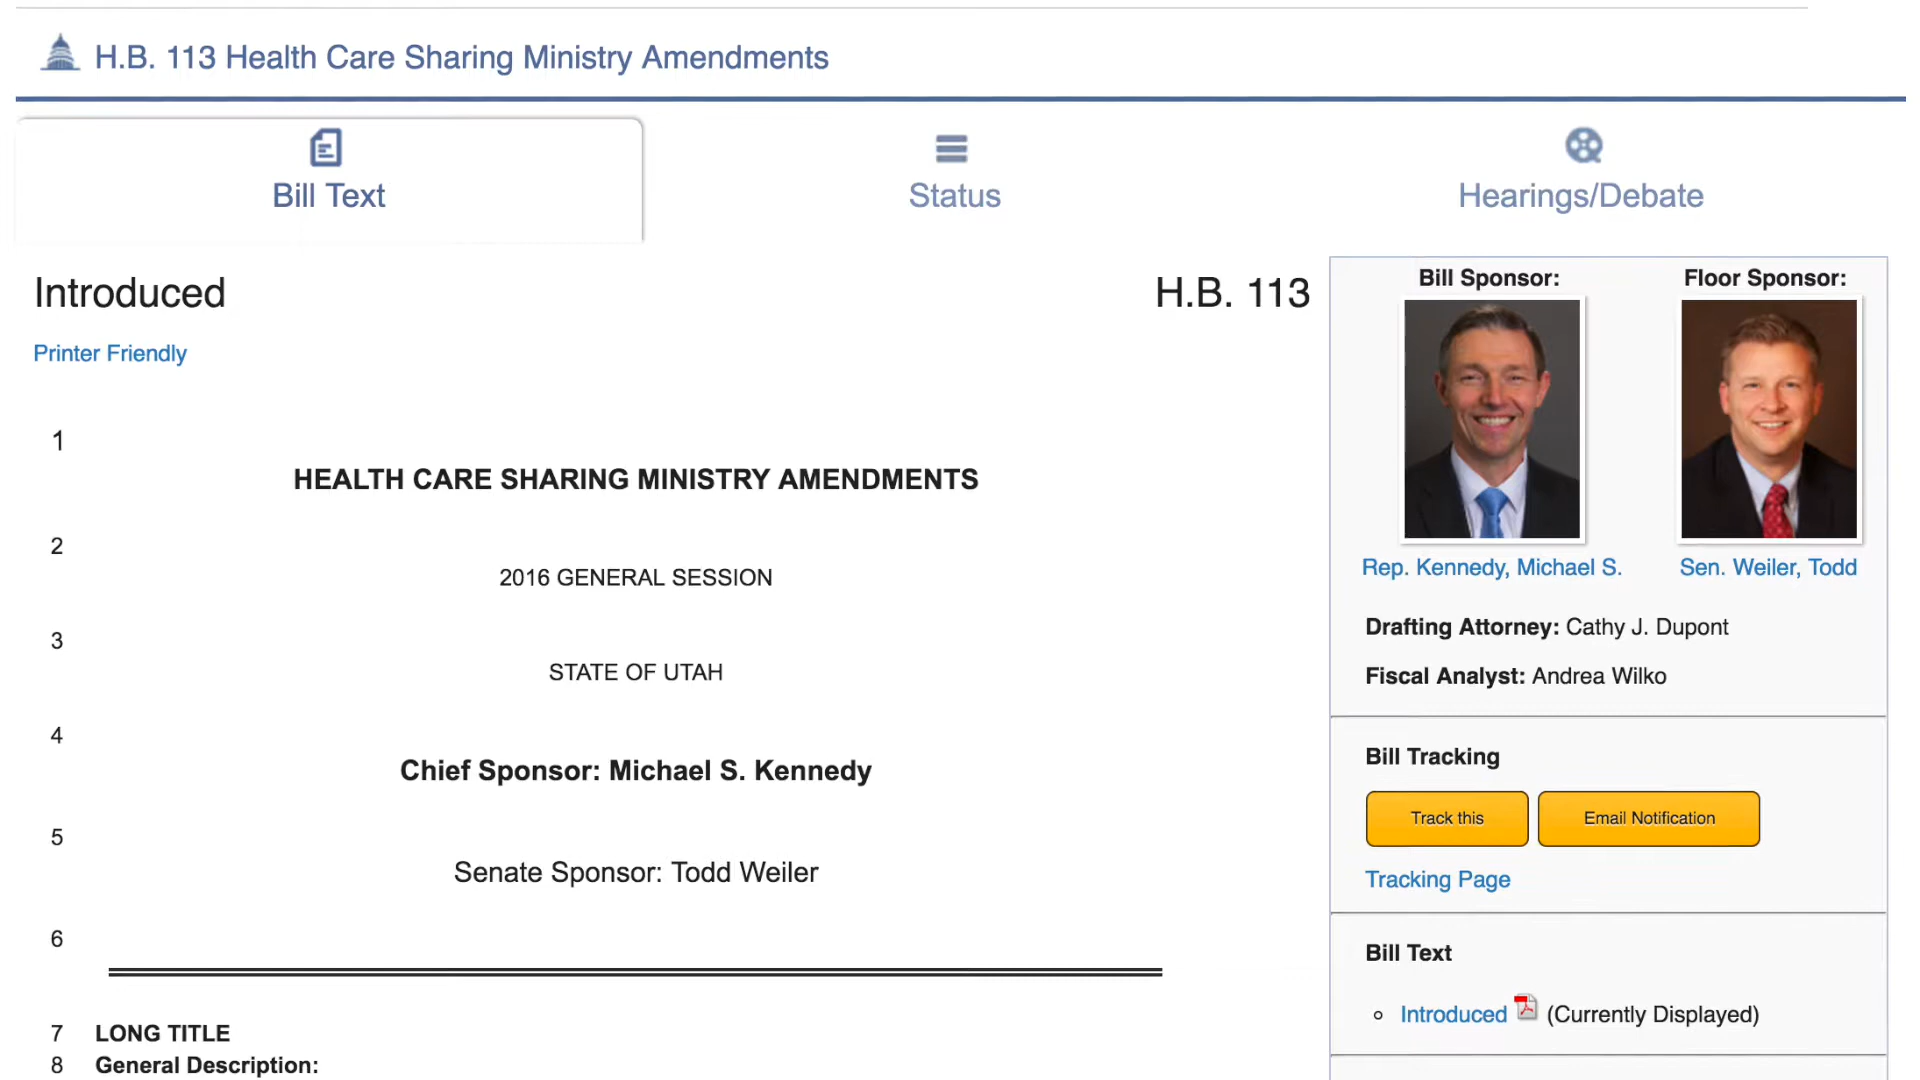 H.B. 113 Health Care Sharing Ministry Amendments
Bill Text
Status
Hearings/Debate
Introduced
H.B. 113
Printer Friendly
1
HEALTH CARE SHARING MINISTRY AMENDMENTS
2
2016 GENERAL SESSION
3
STATE OF UTAH
4
Chief Sponsor: Michael S. Kennedy
5
Senate Sponsor: Todd Weiler
6
7 LONG TITLE
8 General Description:
Bill Sponsor:
Floor Sponsor:
Rep. Kennedy, Michael S.
Sen. Weiler, Todd
Drafting Attorney: Cathy J. Dupont
Fiscal Analyst: Andrea Wilko
Bill Tracking
Track this
Email Notification
Tracking Page
Bill Text
Introduced (Currently Displayed)